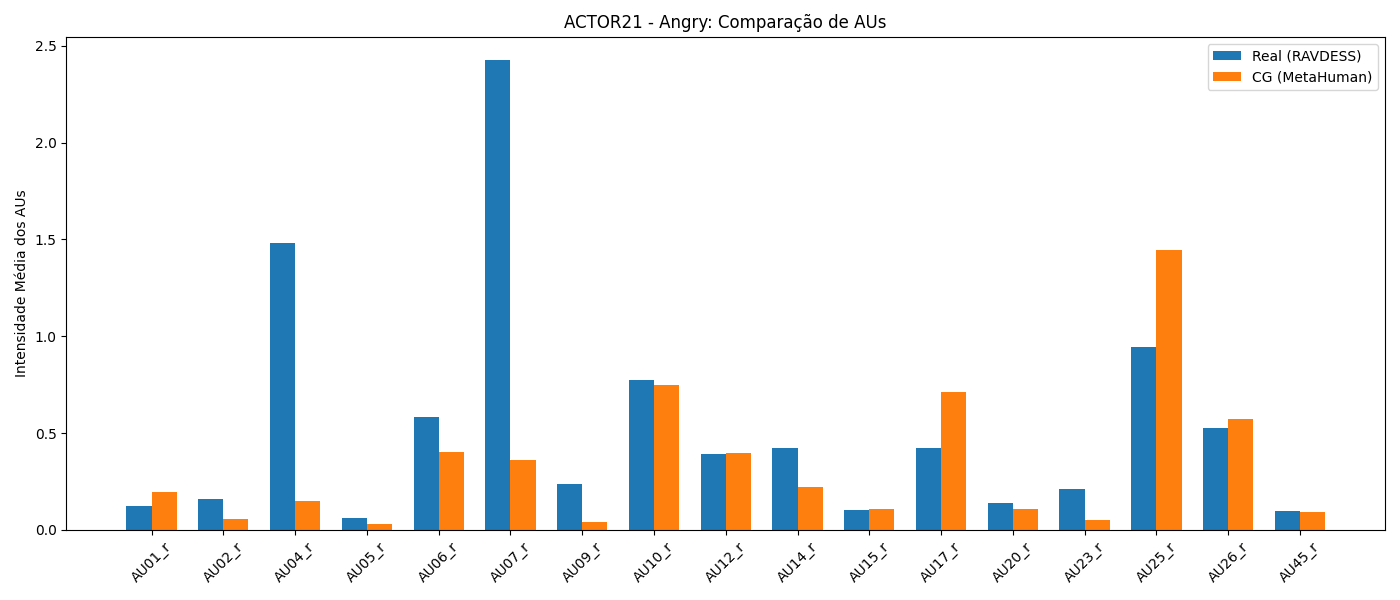 ACTOR21 - Angry: Comparação de AUs
Real (RAVDESS)
CG (MetaHuman)
Intensidade Média dos AUs
2.5
2.0
1.5
1.0
0.5
0.0
AU01_r
AU02_r
AU04_r
AU05_r
AU06_r
AU07_r
AU09_r
AU10_r
AU12_r
AU14_r
AU15_r
AU17_r
AU20_r
AU23_r
AU25_r
AU26_r
AU45_r